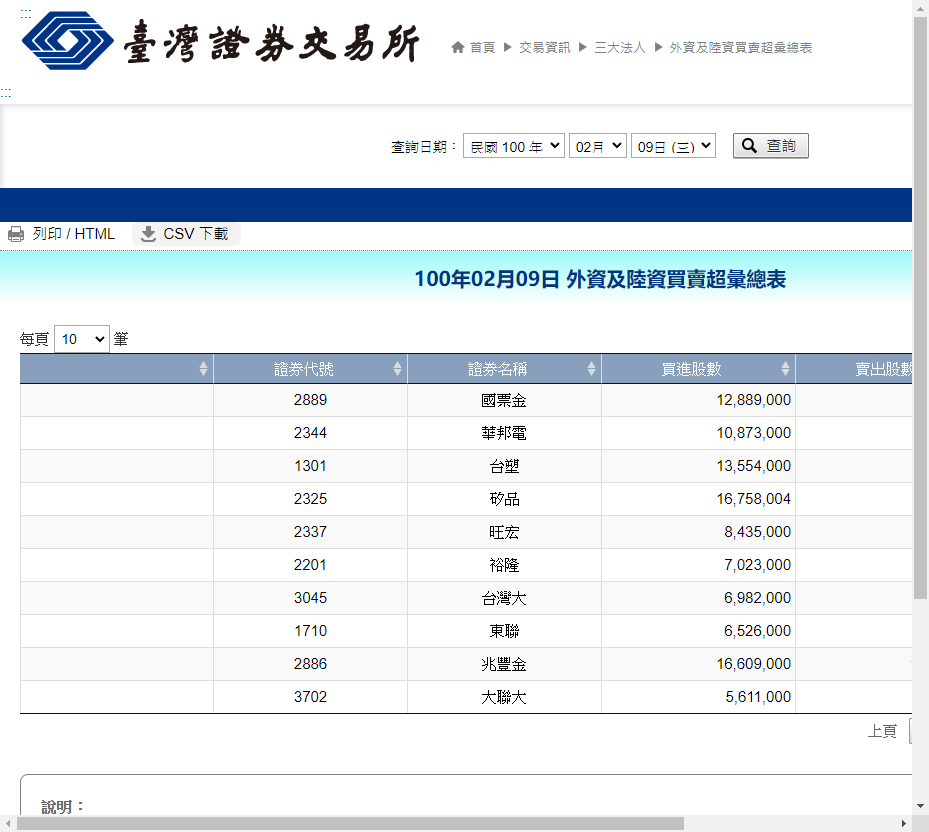 :::
臺灣證券交易所
首頁 ▶ 交易資訊 ▶ 三大法人 ▶ 外資及陸資買賣超彙總表
:::
查詢日期： 民國 100 年 02月 09日 (三) 查詢
列印 / HTML CSV 下載
100年02月09日 外資及陸資買賣超彙總表
每頁 10 筆
證券代號 證券名稱 買進股數 賣出股數
2889 國票金 12,889,000
2344 華邦電 10,873,000
1301 台塑 13,554,000
2325 矽品 16,758,004
2337 旺宏 8,435,000
2201 裕隆 7,023,000
3045 台灣大 6,982,000
1710 東聯 6,526,000
2886 兆豐金 16,609,000
3702 大聯大 5,611,000
上頁
說明：